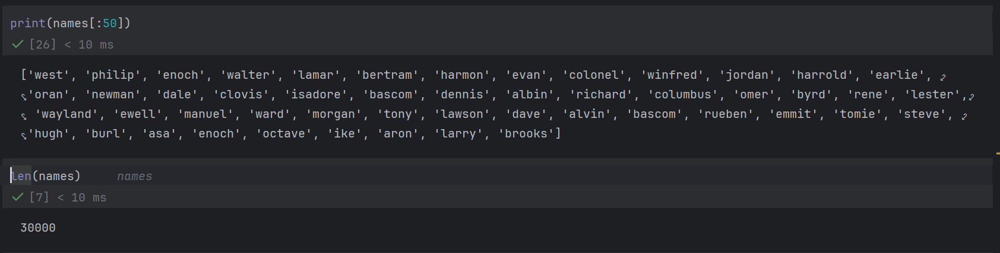 print(names[:50])
[26] < 10 ms
['west', 'philip', 'enoch', 'walter', 'lamar', 'bertram', 'harmon', 'evan', 'colonel', 'winfred', 'jordan', 'harrold', 'earlie',
'oran', 'newman', 'dale', 'clovis', 'isadore', 'bascom', 'dennis', 'albin', 'richard', 'columbus', 'omer', 'byrd', 'rene', 'lester',
'wayland', 'ewell', 'manuel', 'ward', 'morgan', 'tony', 'lawson', 'dave', 'alvin', 'bascom', 'rueben', 'emmit', 'tomie', 'steve',
'hugh', 'burl', 'asa', 'enoch', 'octave', 'ike', 'aron', 'larry', 'brooks']
len(names) names
[7] < 10 ms
30000